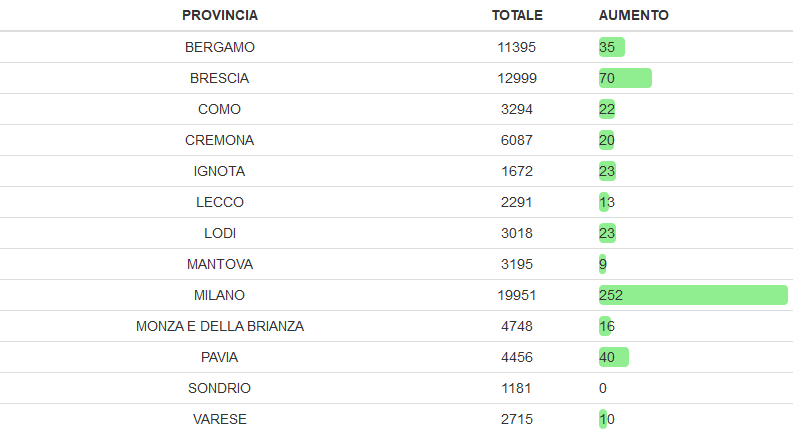 PROVINCIA TOTALE AUMENTO
BERGAMO 11395 35
BRESCIA 12999 70
COMO 3294 22
CREMONA 6087 20
IGNOTA 1672 23
LECCO 2291 13
LODI 3018 23
MANTOVA 3195 9
MILANO 19951 252
MONZA E DELLA BRIANZA 4748 16
PAVIA 4456 40
SONDRIO 1181 0
VARESE 2715 10